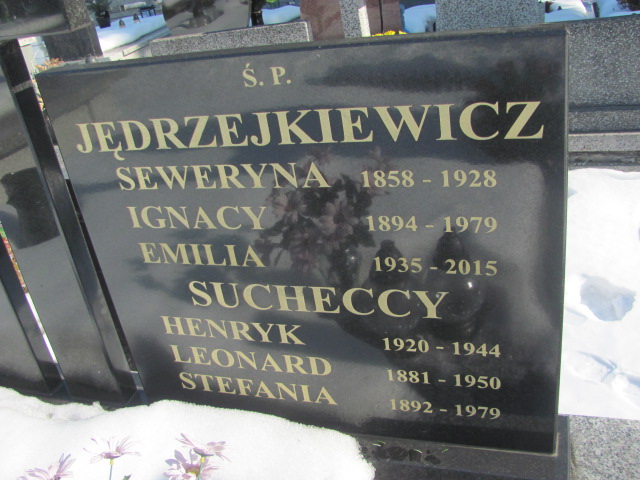 Ś. P.
JĘDRZEJKIEWICZ
SEWERYNA 1858 - 1928
IGNACY 1894 - 1979
EMILIA 1935 - 2015
SUCHECCY
HENRYK 1920 - 1944
LEONARD 1881 - 1950
STEFANIA 1892 - 1979